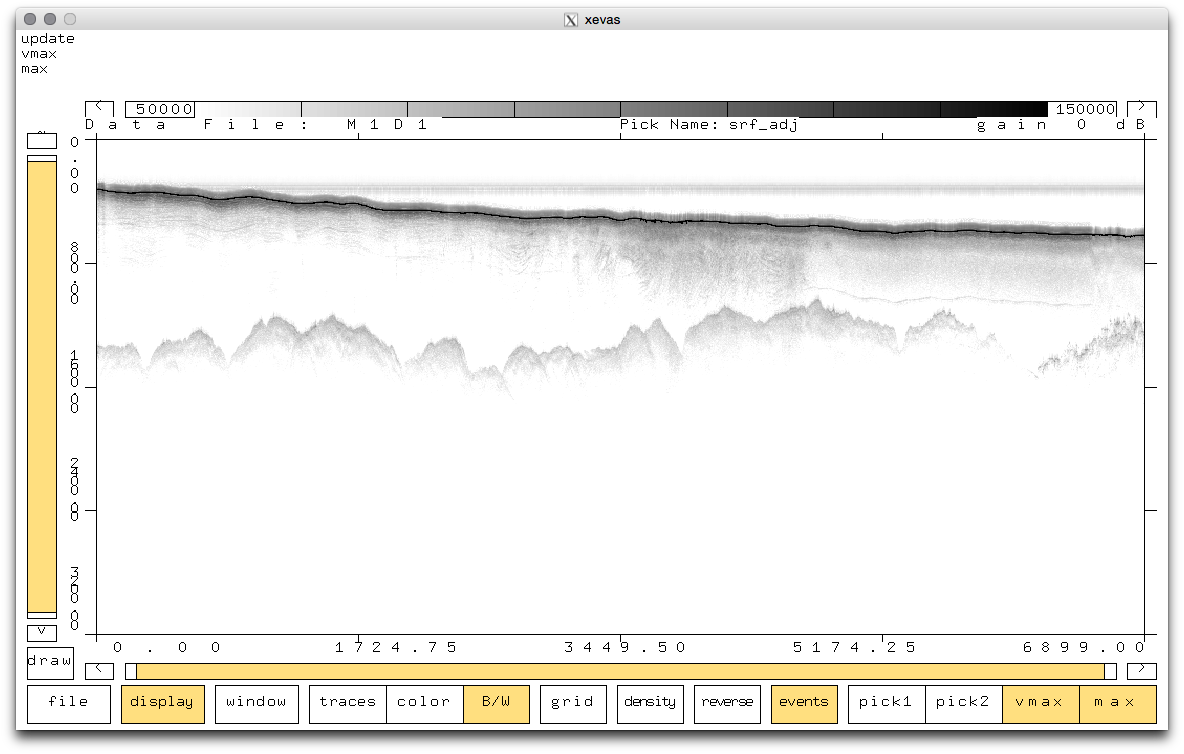 xevas
update
vmax
max
< 50000 150000 >
Data File: M1D1 Pick Name: srf_adj gain 0 dB
0.00
800.00
1600.00
2400.00
3200.00
0.00 1724.75 3449.50 5174.25 6899.00
draw < >
file display window traces color B/W grid density reverse events pick1 pick2 vmax max